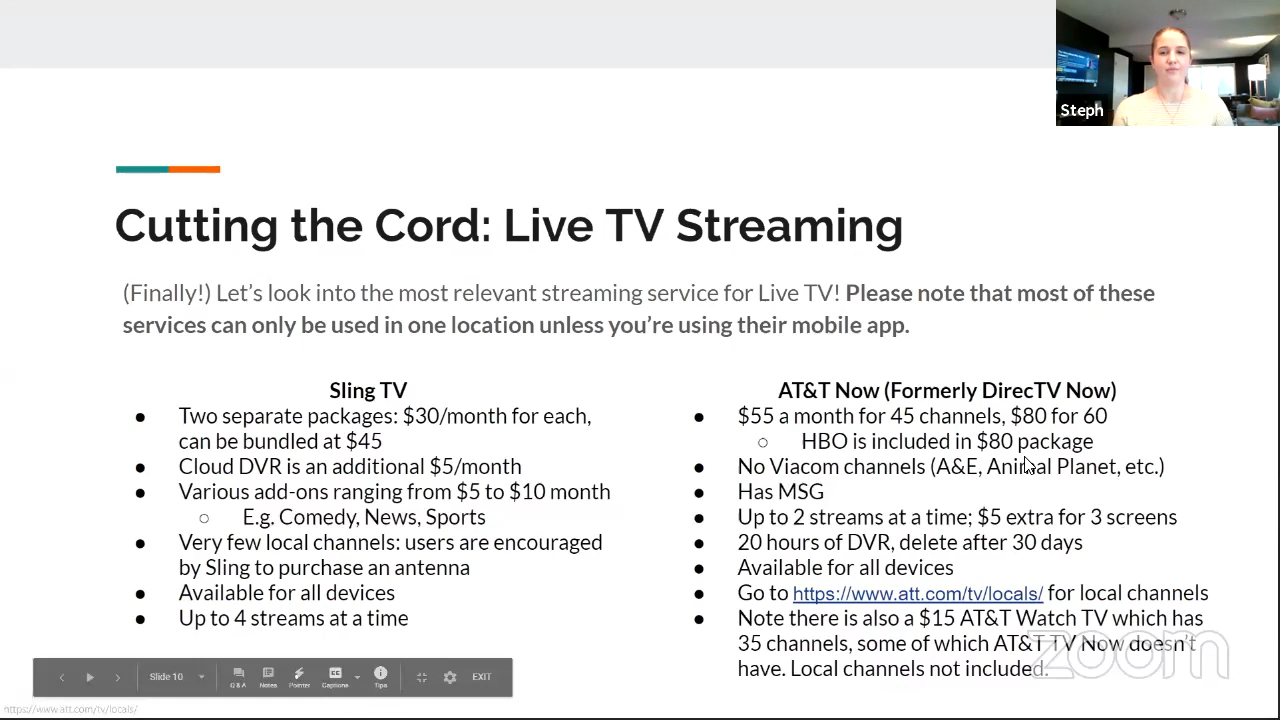 Steph
Cutting the Cord: Live TV Streaming
(Finally!) Let's look into the most relevant streaming service for Live TV! Please note that most of these
services can only be used in one location unless you're using their mobile app.
Sling TV
● Two separate packages: $30/month for each,
can be bundled at $45
● Cloud DVR is an additional $5/month
● Various add-ons ranging from $5 to $10 month
○ E.g. Comedy, News, Sports
● Very few local channels: users are encouraged
by Sling to purchase an antenna
● Available for all devices
● Up to 4 streams at a time
AT&T Now (Formerly DirecTV Now)
● $55 a month for 45 channels, $80 for 60
○ HBO is included in $80 package
● No Viacom channels (A&E, Animal Planet, etc.)
● Has MSG
● Up to 2 streams at a time; $5 extra for 3 screens
● 20 hours of DVR, delete after 30 days
● Available for all devices
● Go to https://www.att.com/tv/locals/ for local channels
● Note there is also a $15 AT&T Watch TV which has
35 channels, some of which AT&T TV Now doesn't
have. Local channels not included.
zoom
Slide 10
Q & A
Notes
Pointer
Captions
Tips
EXIT
https://www.att.com/tv/locals/